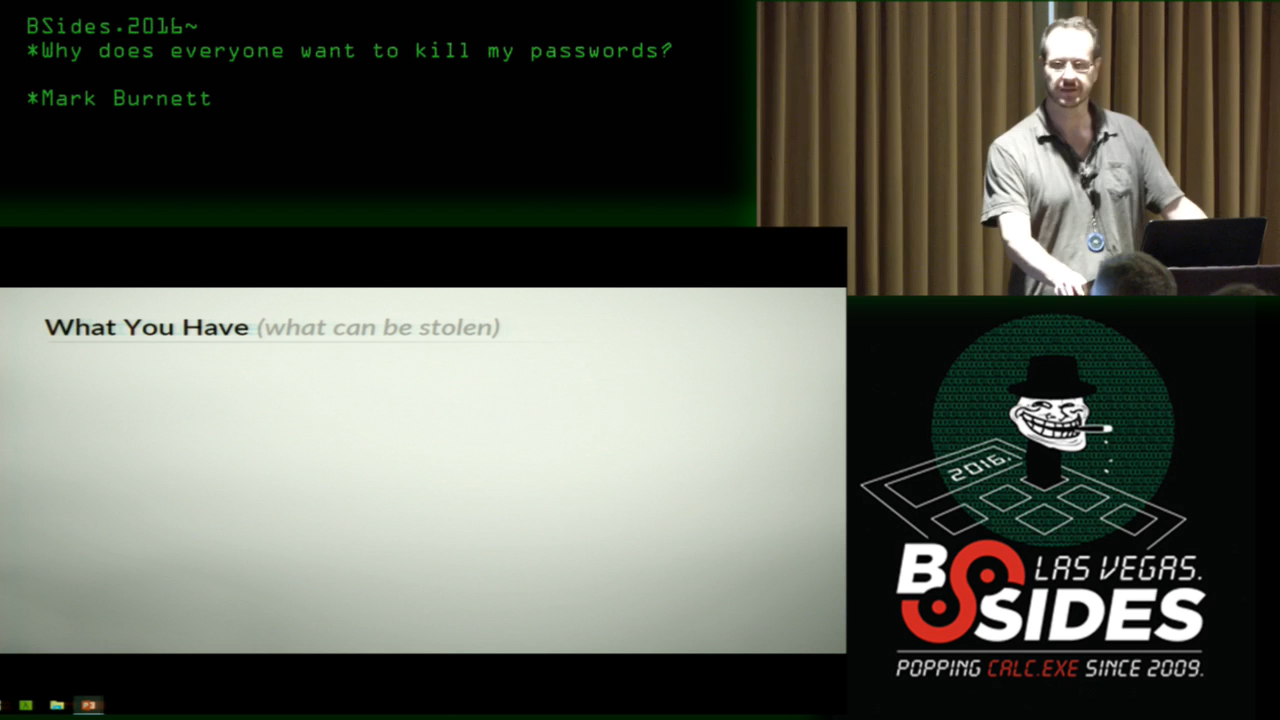 BSides.2016~
*Why does everyone want to kill my passwords?
*Mark Burnett
What You Have (what can be stolen)
2016.
BSIDES
LAS VEGAS.
POPPING CALC.EXE SINCE 2009.